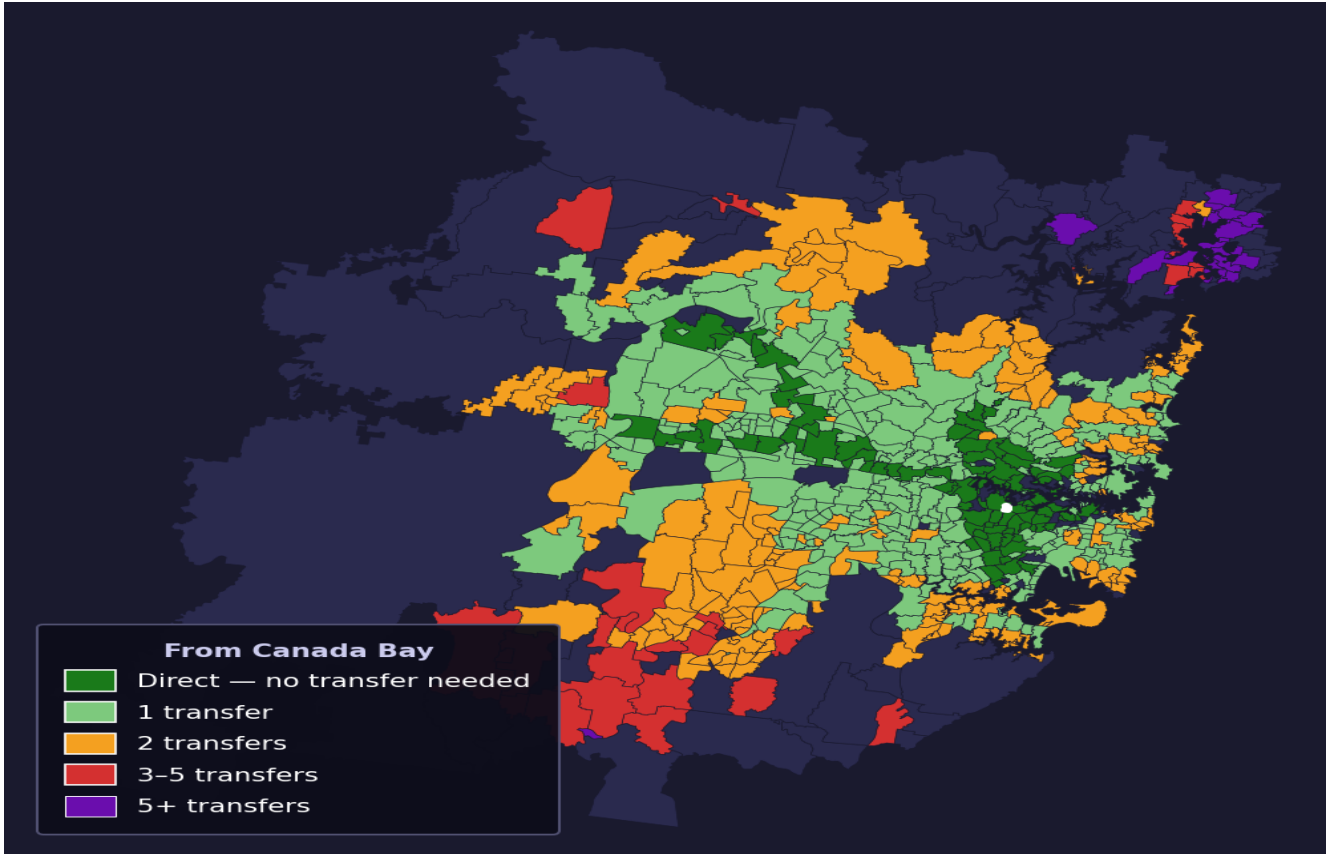 From Canada Bay
Direct — no transfer needed
1 transfer
2 transfers
3–5 transfers
5+ transfers